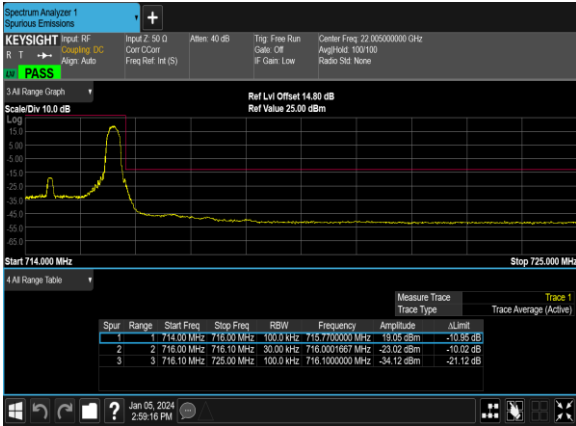 Spectrum Analyzer 1
Spurious Emissions
+
KEYSIGHT Input: RF Input Z: 50 Ω Atten: 40 dB Trig: Free Run Center Freq: 22.005000000 GHz
R T Coupling: DC Corr CCorr Gate: Off Avg|Hold: 100/100
Align: Auto Freq Ref: Int (S) IF Gain: Low Radio Std: None
PASS
3 All Range Graph
Ref Lvl Offset 14.80 dB
Scale/Div 10.0 dB Ref Value 25.00 dBm
Log
15.0
5.00
-5.00
-15.0
-25.0
-35.0
-45.0
-55.0
-65.0
Start 714.000 MHz Stop 725.000 MHz
4 All Range Table
Measure Trace Trace 1
Trace Type Trace Average (Active)
Spur Range Start Freq Stop Freq RBW Frequency Amplitude ΔLimit
1 1 714.00 MHz 716.00 MHz 100.0 kHz 715.7700000 MHz 19.05 dBm -10.95 dB
2 2 716.00 MHz 716.10 MHz 30.00 kHz 716.0001667 MHz -23.02 dBm -10.02 dB
3 3 716.10 MHz 725.00 MHz 100.0 kHz 716.1000000 MHz -34.12 dBm -21.12 dB
? Jan 05, 2024
2:59:16 PM